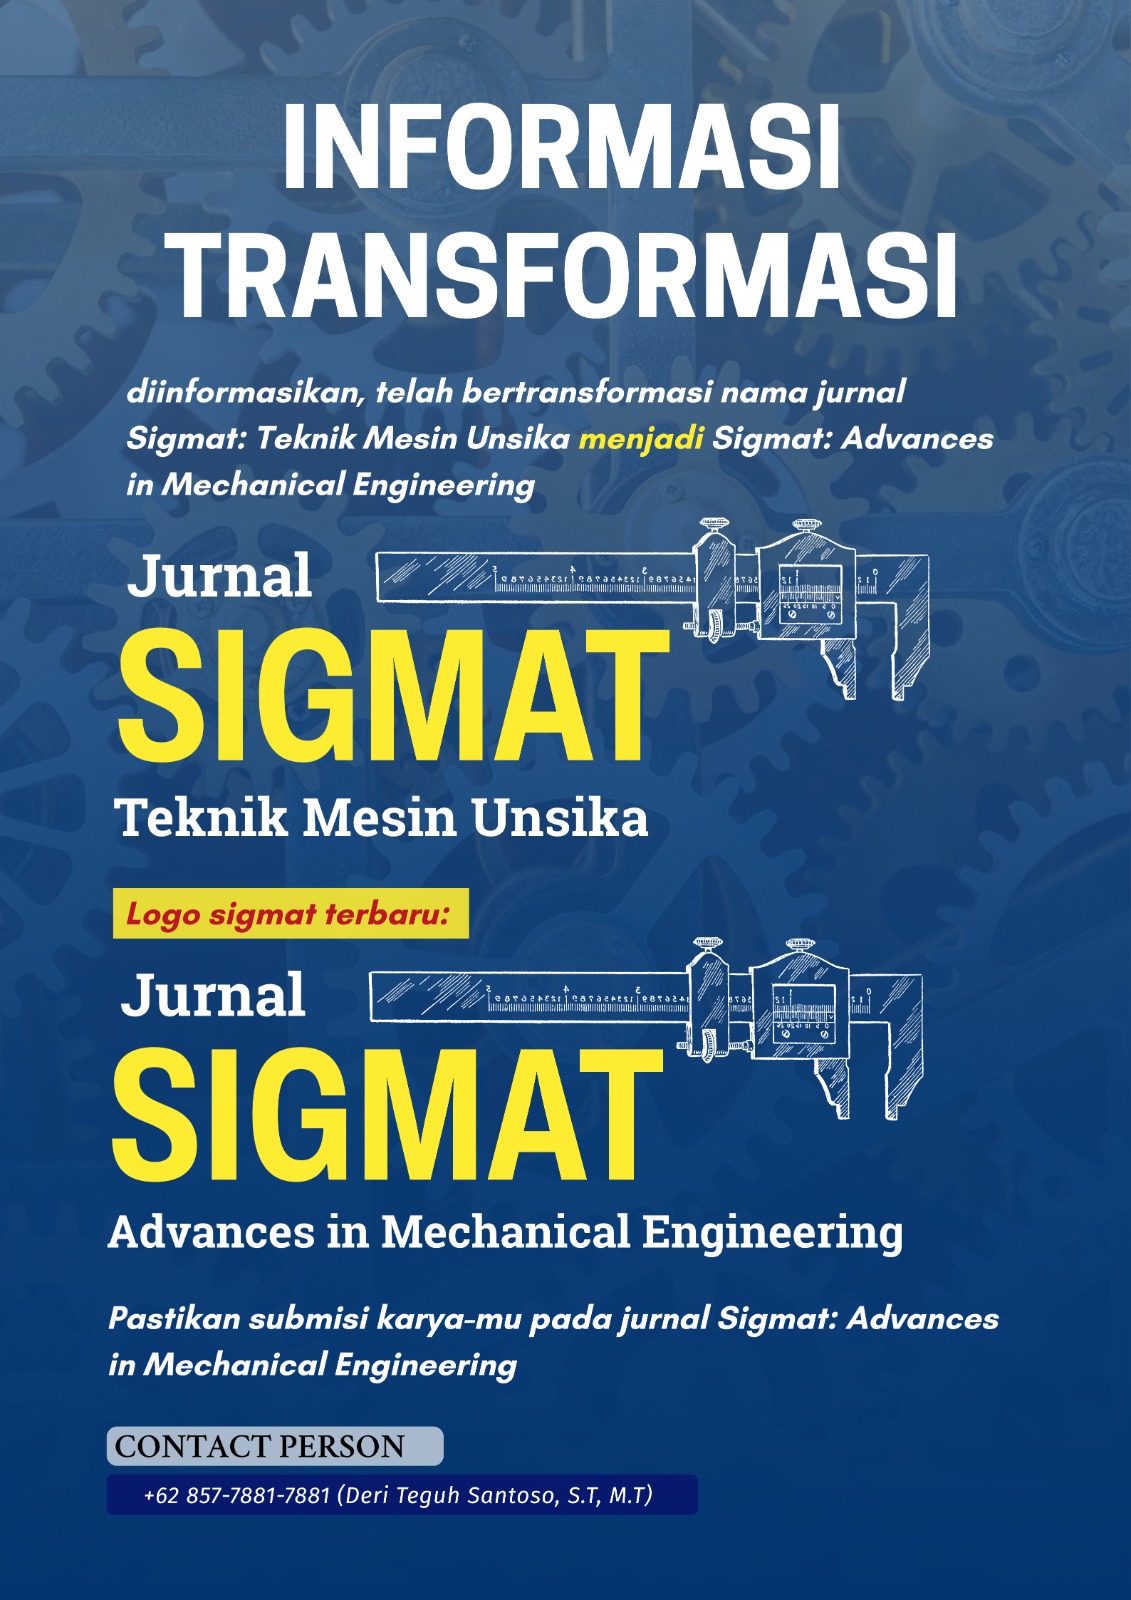 INFORMASI
TRANSFORMASI
diinformasikan, telah bertransformasi nama jurnal
Sigmat: Teknik Mesin Unsika menjadi Sigmat: Advances
in Mechanical Engineering
Jurnal
SIGMAT
Teknik Mesin Unsika
Logo sigmat terbaru:
Jurnal
SIGMAT
Advances in Mechanical Engineering
Pastikan submisi karya-mu pada jurnal Sigmat: Advances
in Mechanical Engineering
CONTACT PERSON
+62 857-7881-7881 (Deri Teguh Santoso, S.T, M.T)